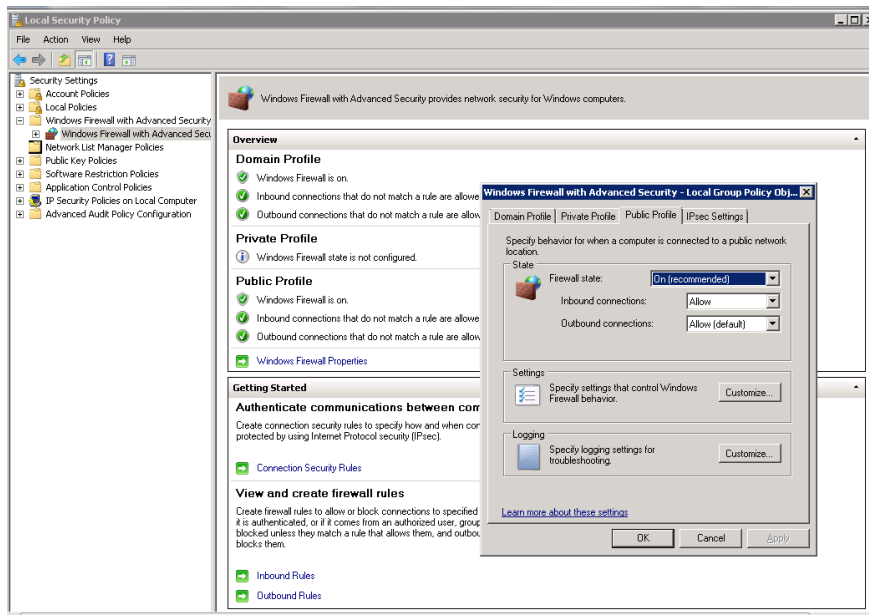 Local Security Policy
File Action View Help
Security Settings
Account Policies
Local Policies
Windows Firewall with Advanced Security
Windows Firewall with Advanced Secu
Network List Manager Policies
Public Key Policies
Software Restriction Policies
Application Control Policies
IP Security Policies on Local Computer
Advanced Audit Policy Configuration
Windows Firewall with Advanced Security provides network security for Windows computers.
Overview
Domain Profile
Windows Firewall is on.
Inbound connections that do not match a rule are allowe
Outbound connections that do not match a rule are allow
Private Profile
Windows Firewall state is not configured.
Public Profile
Windows Firewall is on.
Inbound connections that do not match a rule are allowe
Outbound connections that do not match a rule are allow
Windows Firewall Properties
Getting Started
Authenticate communications between com
Create connection security rules to specify how and when con
protected by using Internet Protocol security (IPsec).
Connection Security Rules
View and create firewall rules
Create firewall rules to allow or block connections to specified
it is authenticated, or if it comes from an authorized user, group
blocked unless they match a rule that allows them, and outbou
blocks them.
Inbound Rules
Outbound Rules
Windows Firewall with Advanced Security - Local Group Policy Obj...
Domain Profile Private Profile Public Profile IPsec Settings
Specify behavior for when a computer is connected to a public network
location.
State
Firewall state: On (recommended)
Inbound connections: Allow
Outbound connections: Allow (default)
Settings
Specify settings that control Windows
Firewall behavior.
Customize...
Logging
Specify logging settings for
troubleshooting.
Customize...
Learn more about these settings
OK Cancel Apply